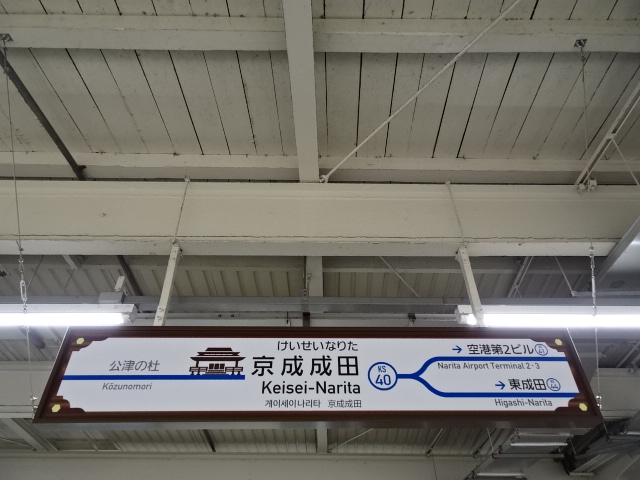 公津の杜
Kōzunomori
けいせいなりた
京成成田
Keisei-Narita
게이세이나리타 京成成田
KS
40
→ 空港第2ビル
Narita Airport Terminal 2·3
→ 東成田
Higashi-Narita